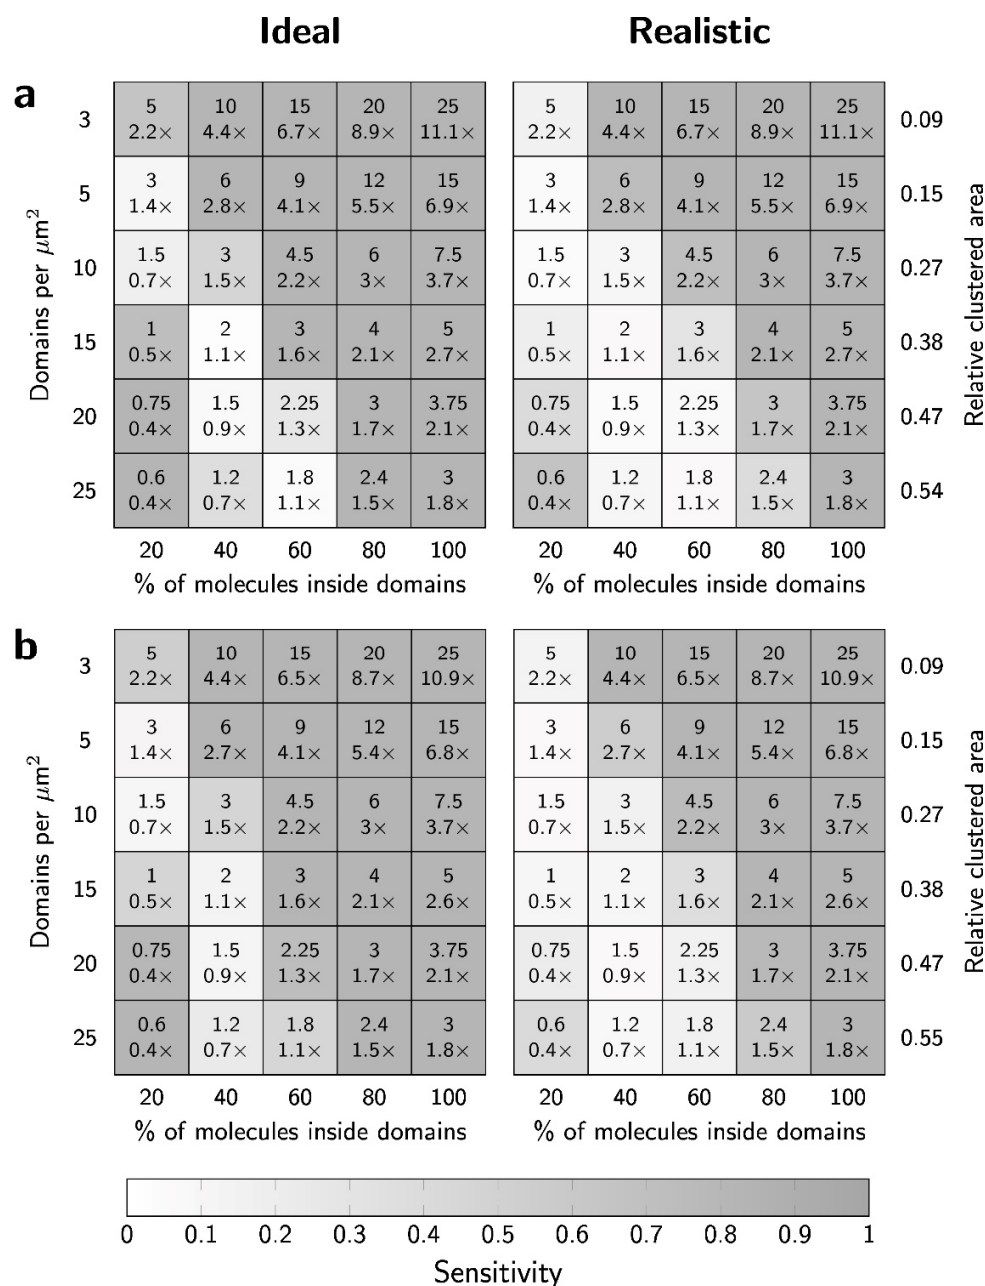 Ideal Realistic
a
3 5 10 15 20 25 5 10 15 20 25 0.09
2.2× 4.4× 6.7× 8.9× 11.1× 2.2× 4.4× 6.7× 8.9× 11.1×
5 3 6 9 12 15 3 6 9 12 15 0.15
1.4× 2.8× 4.1× 5.5× 6.9× 1.4× 2.8× 4.1× 5.5× 6.9×
10 1.5 3 4.5 6 7.5 1.5 3 4.5 6 7.5 0.27
0.7× 1.5× 2.2× 3× 3.7× 0.7× 1.5× 2.2× 3× 3.7×
15 1 2 3 4 5 1 2 3 4 5 0.38
0.5× 1.1× 1.6× 2.1× 2.7× 0.5× 1.1× 1.6× 2.1× 2.7×
20 0.75 1.5 2.25 3 3.75 0.75 1.5 2.25 3 3.75 0.47
0.4× 0.9× 1.3× 1.7× 2.1× 0.4× 0.9× 1.3× 1.7× 2.1×
25 0.6 1.2 1.8 2.4 3 0.6 1.2 1.8 2.4 3 0.54
0.4× 0.7× 1.1× 1.5× 1.8× 0.4× 0.7× 1.1× 1.5× 1.8×
Domains per μm²
Relative clustered area
20 40 60 80 100 20 40 60 80 100
% of molecules inside domains % of molecules inside domains
b
3 5 10 15 20 25 5 10 15 20 25 0.09
2.2× 4.4× 6.5× 8.7× 10.9× 2.2× 4.4× 6.5× 8.7× 10.9×
5 3 6 9 12 15 3 6 9 12 15 0.15
1.4× 2.7× 4.1× 5.4× 6.8× 1.4× 2.7× 4.1× 5.4× 6.8×
10 1.5 3 4.5 6 7.5 1.5 3 4.5 6 7.5 0.27
0.7× 1.5× 2.2× 3× 3.7× 0.7× 1.5× 2.2× 3× 3.7×
15 1 2 3 4 5 1 2 3 4 5 0.38
0.5× 1.1× 1.6× 2.1× 2.6× 0.5× 1.1× 1.6× 2.1× 2.6×
20 0.75 1.5 2.25 3 3.75 0.75 1.5 2.25 3 3.75 0.47
0.4× 0.9× 1.3× 1.7× 2.1× 0.4× 0.9× 1.3× 1.7× 2.1×
25 0.6 1.2 1.8 2.4 3 0.6 1.2 1.8 2.4 3 0.55
0.4× 0.7× 1.1× 1.5× 1.8× 0.4× 0.7× 1.1× 1.5× 1.8×
Domains per μm²
Relative clustered area
20 40 60 80 100 20 40 60 80 100
% of molecules inside domains % of molecules inside domains
0 0.1 0.2 0.3 0.4 0.5 0.6 0.7 0.8 0.9 1
Sensitivity